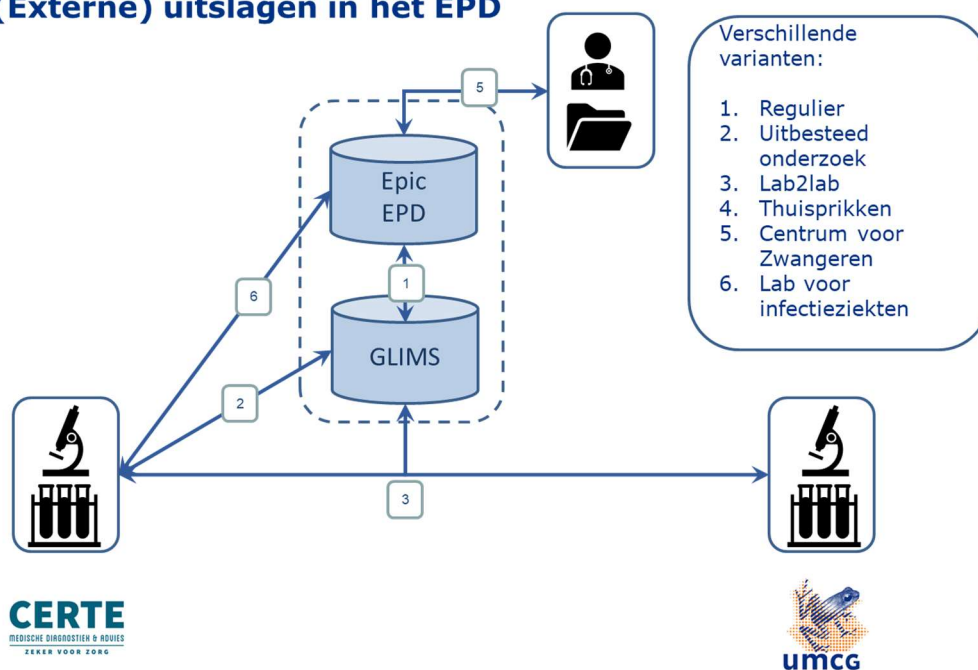 (Externe) uitslagen in het EPD
Verschillende
varianten:
1. Regulier
2. Uitbesteed
onderzoek
3. Lab2lab
4. Thuisprikken
5. Centrum voor
Zwangeren
6. Lab voor
infectieziekten
5
Epic
EPD
1
6
GLIMS
2
3
CERTE
MEDISCHE DIAGNOSTIEK & ADVIES
ZEKER VOOR ZORG
umcg